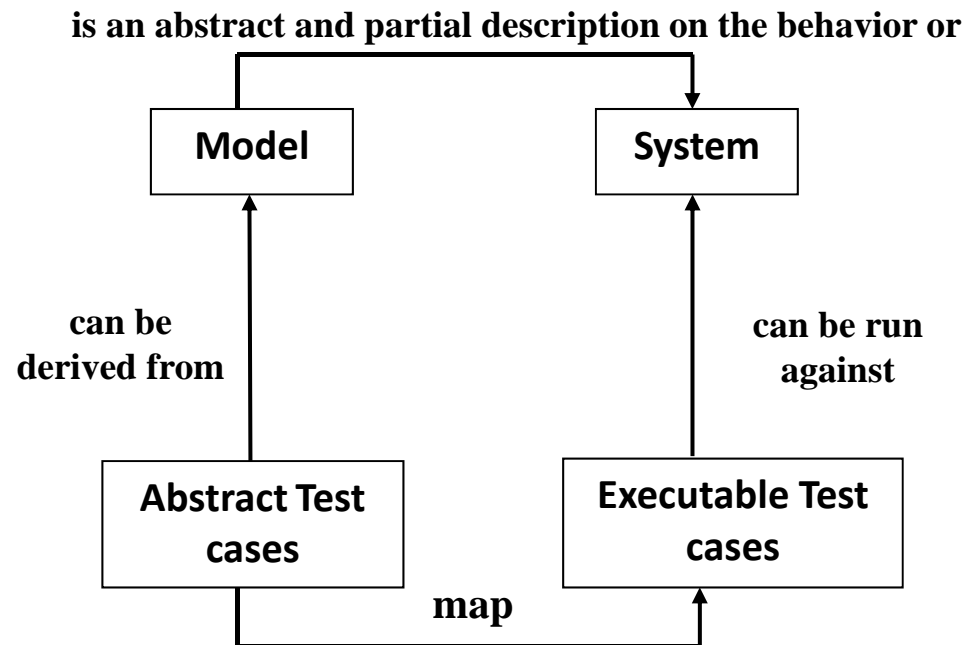 is an abstract and partial description on the behavior or
Model
System
can be
derived from
can be run
against
Abstract Test
cases
Executable Test
cases
map